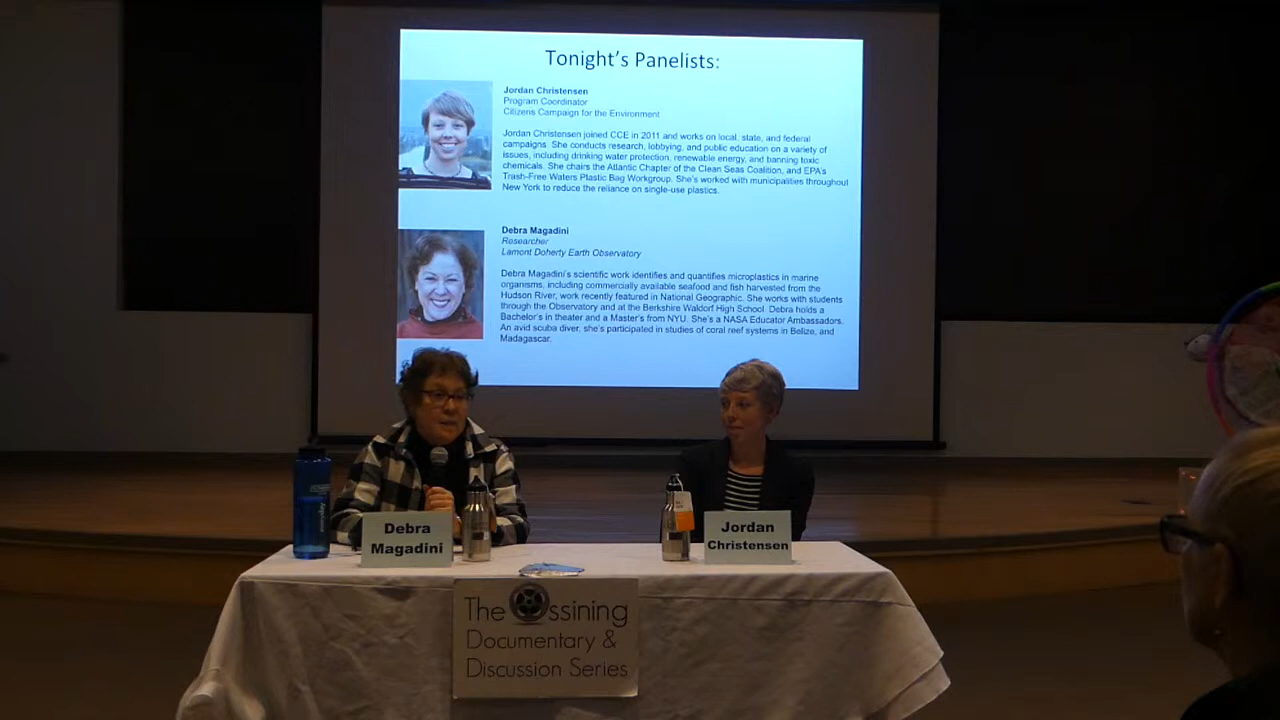 Tonight's Panelists:
Jordan Christensen
Program Coordinator
Citizens Campaign for the Environment
Jordan Christensen joined CCE in 2011 and works on local, state, and federal
campaigns. She conducts research, lobbying, and public education on a variety of
issues, including drinking water protection, renewable energy, and banning toxic
chemicals. She chairs the Atlantic Chapter of the Clean Seas Coalition, and EPA's
Trash-Free Waters Plastic Bag Workgroup. She's worked with municipalities throughout
New York to reduce the reliance on single-use plastics.
Debra Magadini
Researcher
Lamont Doherty Earth Observatory
Debra Magadini's scientific work identifies and quantifies microplastics in marine
organisms, including commercially available seafood and fish harvested from the
Hudson River, work recently featured in National Geographic. She works with students
through the Observatory and at the Berkshire Waldorf High School. Debra holds a
Bachelor's in theater and a Master's from NYU. She's a NASA Educator Ambassadors.
An avid scuba diver, she's participated in studies of coral reef systems in Belize, and
Madagascar.
Debra
Magadini
Jordan
Christensen
The Ossining
Documentary &
Discussion Series